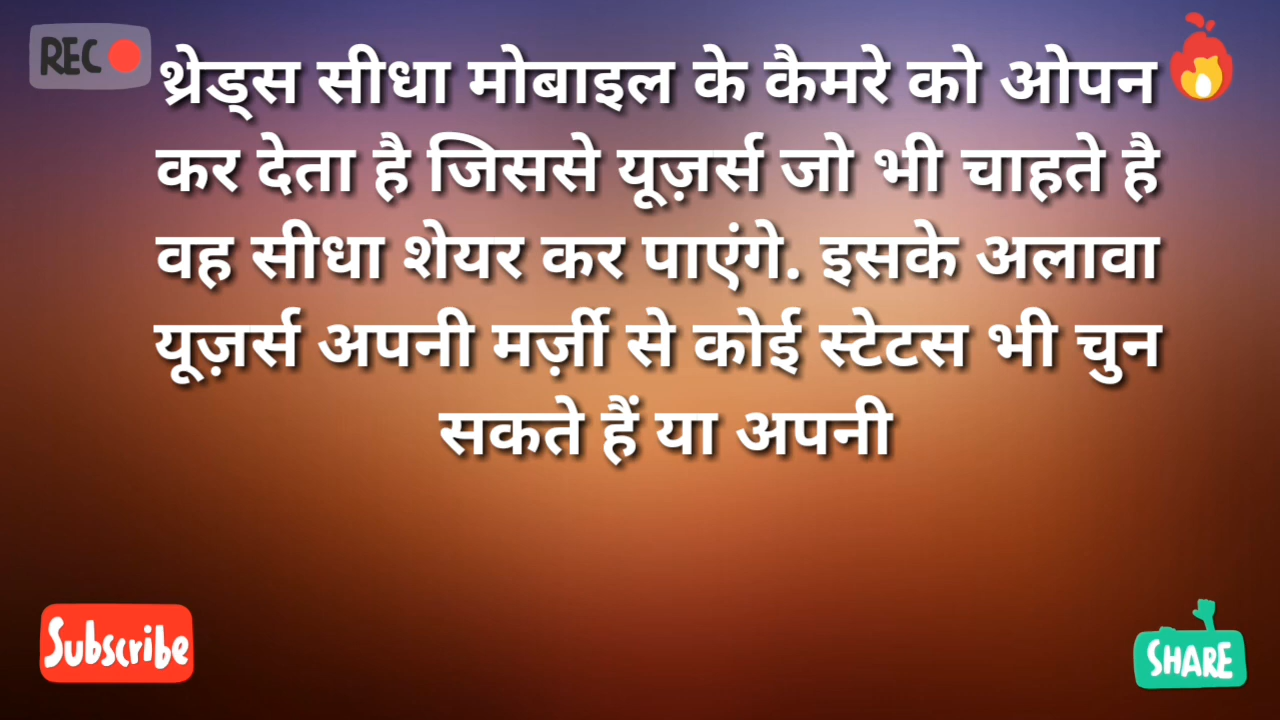 REC
थ्रेड्स सीधा मोबाइल के कैमरे को ओपन
कर देता है जिससे यूज़र्स जो भी चाहते है
वह सीधा शेयर कर पाएंगे. इसके अलावा
यूज़र्स अपनी मर्ज़ी से कोई स्टेटस भी चुन
सकते हैं या अपनी
Subscribe
SHARE